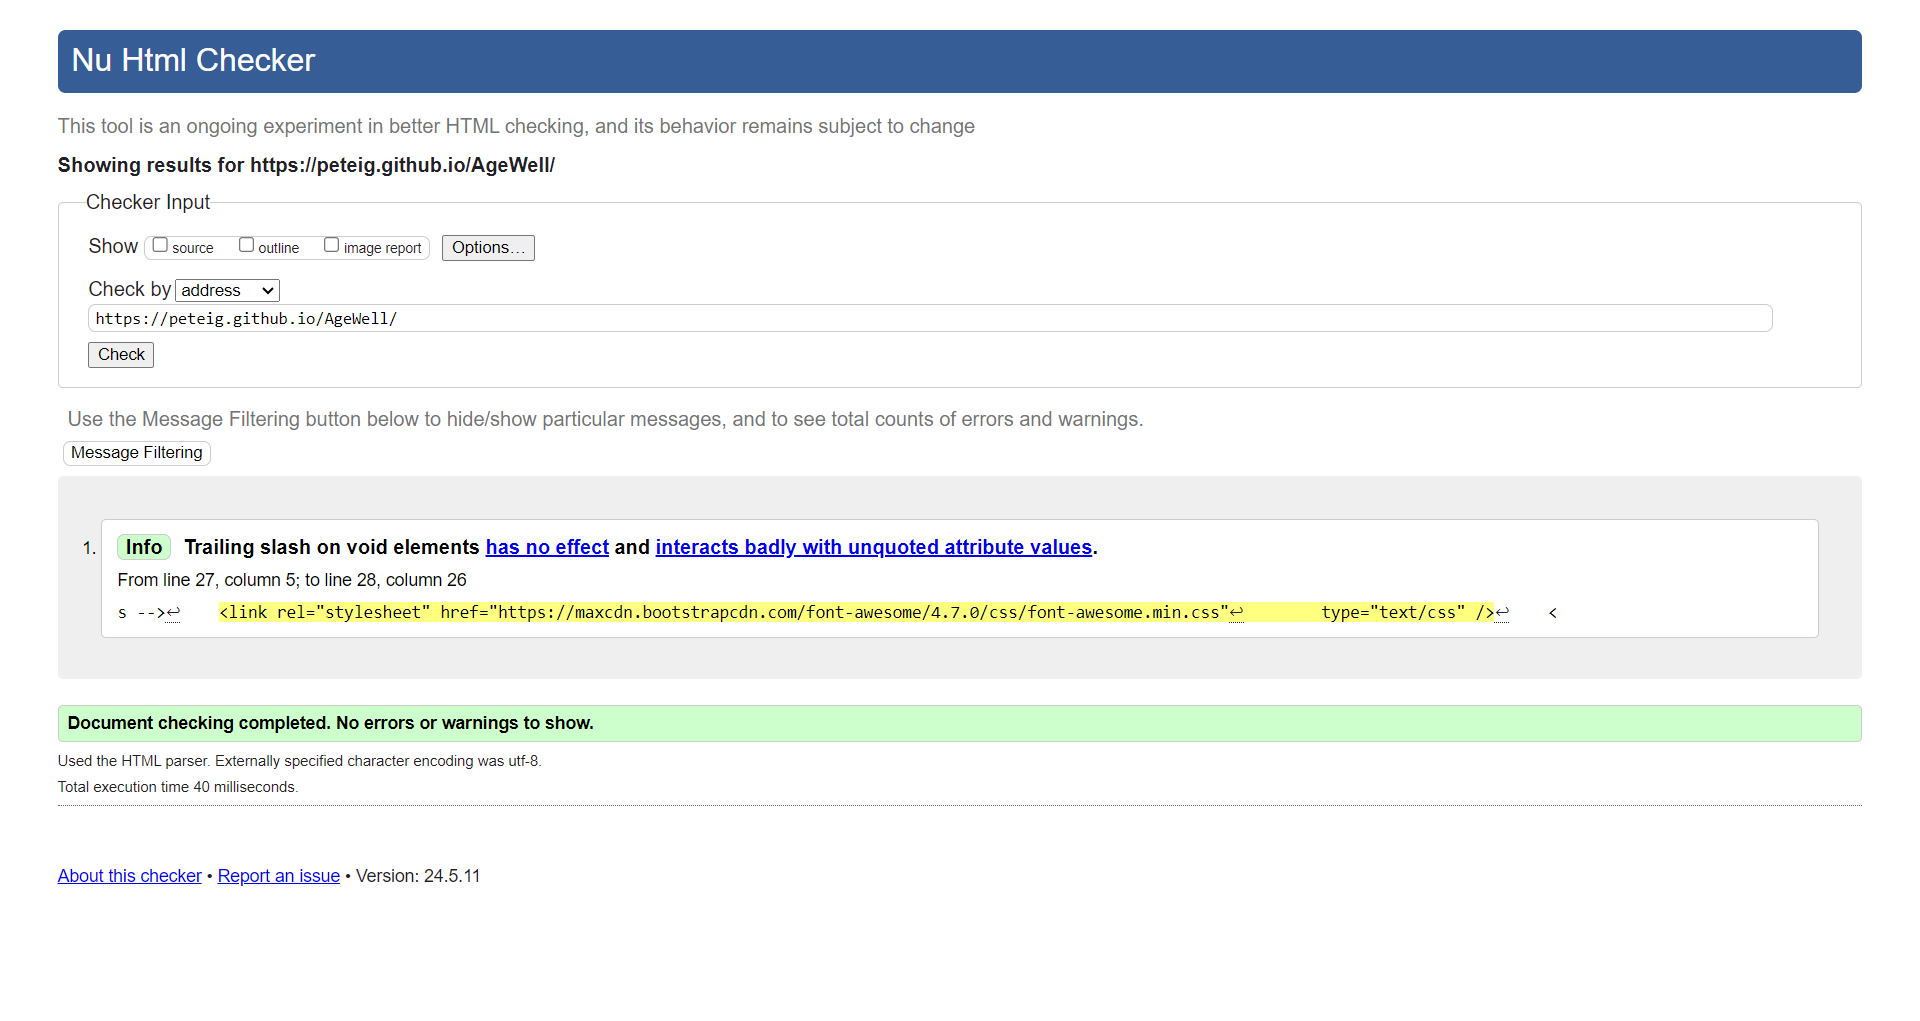 Nu Html Checker
This tool is an ongoing experiment in better HTML checking, and its behavior remains subject to change
Showing results for https://peteig.github.io/AgeWell/
Checker Input
Show source outline image report Options...
Check by address
https://peteig.github.io/AgeWell/
Check
Use the Message Filtering button below to hide/show particular messages, and to see total counts of errors and warnings.
Message Filtering
1. Info Trailing slash on void elements has no effect and interacts badly with unquoted attribute values.
From line 27, column 5; to line 28, column 26
s -->↩ <link rel="stylesheet" href="https://maxcdn.bootstrapcdn.com/font-awesome/4.7.0/css/font-awesome.min.css"↩ type="text/css" />↩ <
Document checking completed. No errors or warnings to show.
Used the HTML parser. Externally specified character encoding was utf-8.
Total execution time 40 milliseconds.
About this checker • Report an issue • Version: 24.5.11